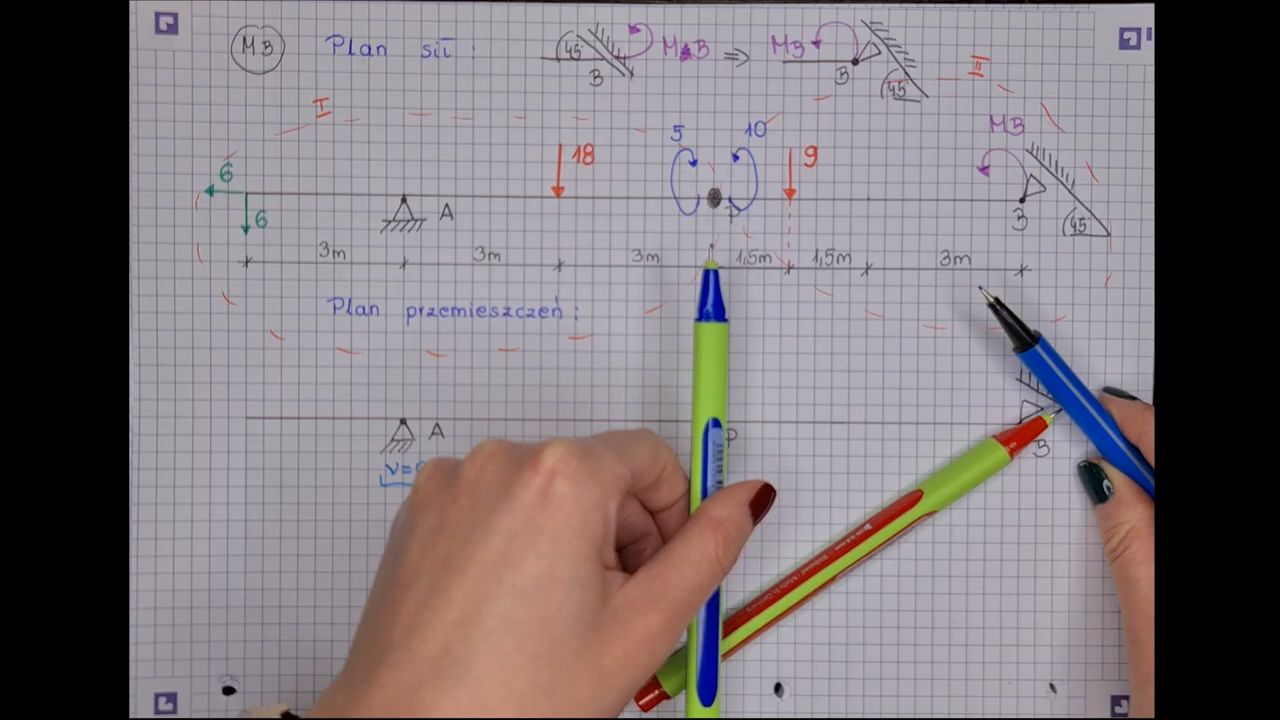 MB Plan sił: 45° B MAB ⇒ MB B 45°
I II
5 10 MB
6 18 9
6 A P B 45°
3m 3m 3m 1,5m 1,5m 3m
Plan przemieszczeń:
A P B